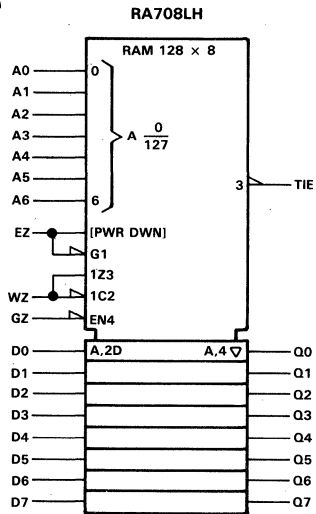 RA708LH
RAM 128 × 8
A0 0
A1
A2
A3 A 0/127
A4
A5 3 TIE
A6 6
EZ [PWR DWN]
G1
1Z3
WZ 1C2
GZ EN4
D0 A,2D A,4 ▽ Q0
D1 Q1
D2 Q2
D3 Q3
D4 Q4
D5 Q5
D6 Q6
D7 Q7